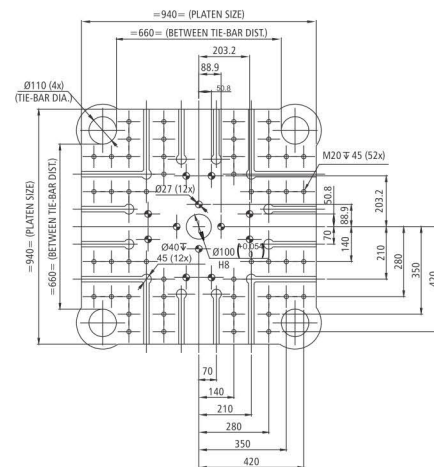 =940= (PLATEN SIZE)
=660= (BETWEEN TIE-BAR DIST.)
203.2
88.9
50.8
Ø110 (4x)
(TIE-BAR DIA.)
M20 ↧ 45 (52x)
=940= (PLATEN SIZE)
=660= (BETWEEN TIE-BAR DIST.)
Ø27 (12x)
50.8
88.9
203.2
Ø40 ↧
45 (12x)
Ø100
H8
+0.054
0
70
140
210
280
350
420
70
140
210
280
350
420